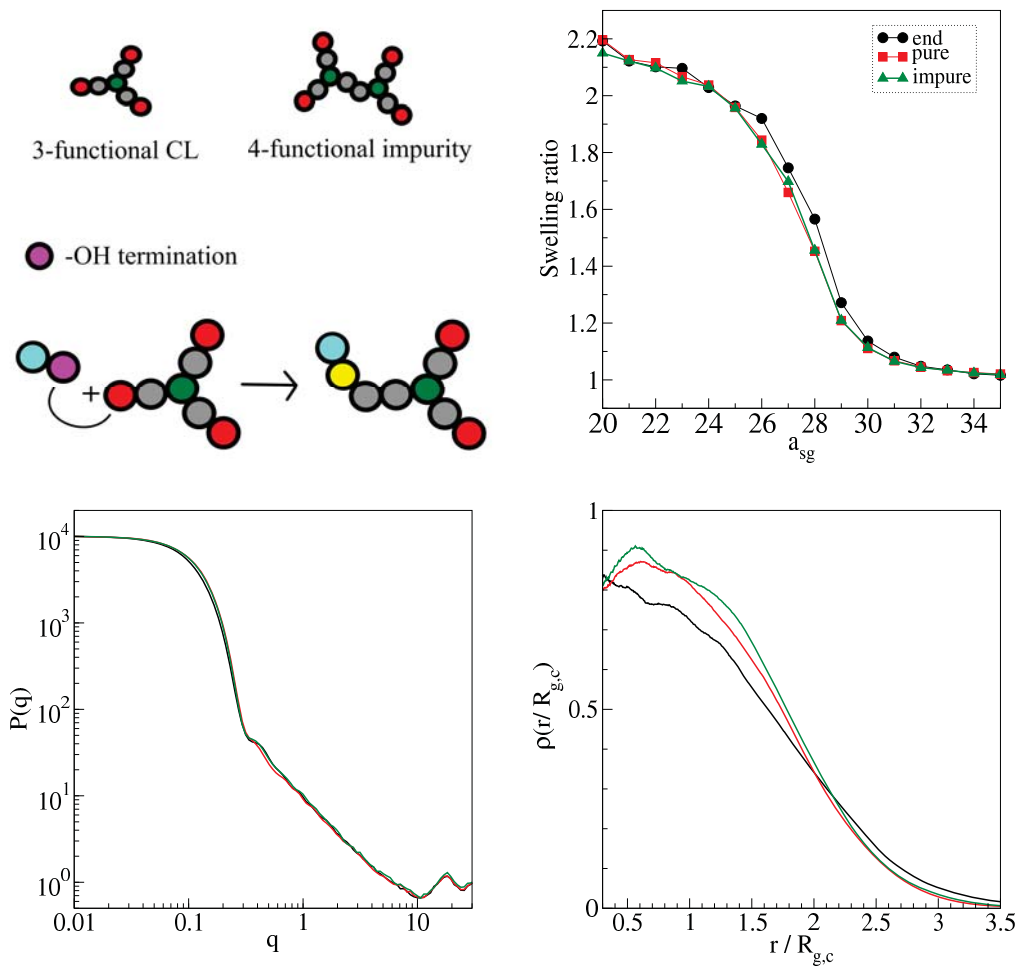 3-functional CL
4-functional impurity
-OH termination
+
2.2
2
1.8
1.6
1.4
1.2
1
Swelling ratio
end
pure
impure
20 22 24 26 28 30 32 34
a_sg
10^4
10^3
10^2
10^1
10^0
P(q)
0.01 0.1 1 10
q
1
0.5
0
ρ(r/ R_g,c)
0.5 1 1.5 2 2.5 3 3.5
r / R_g,c